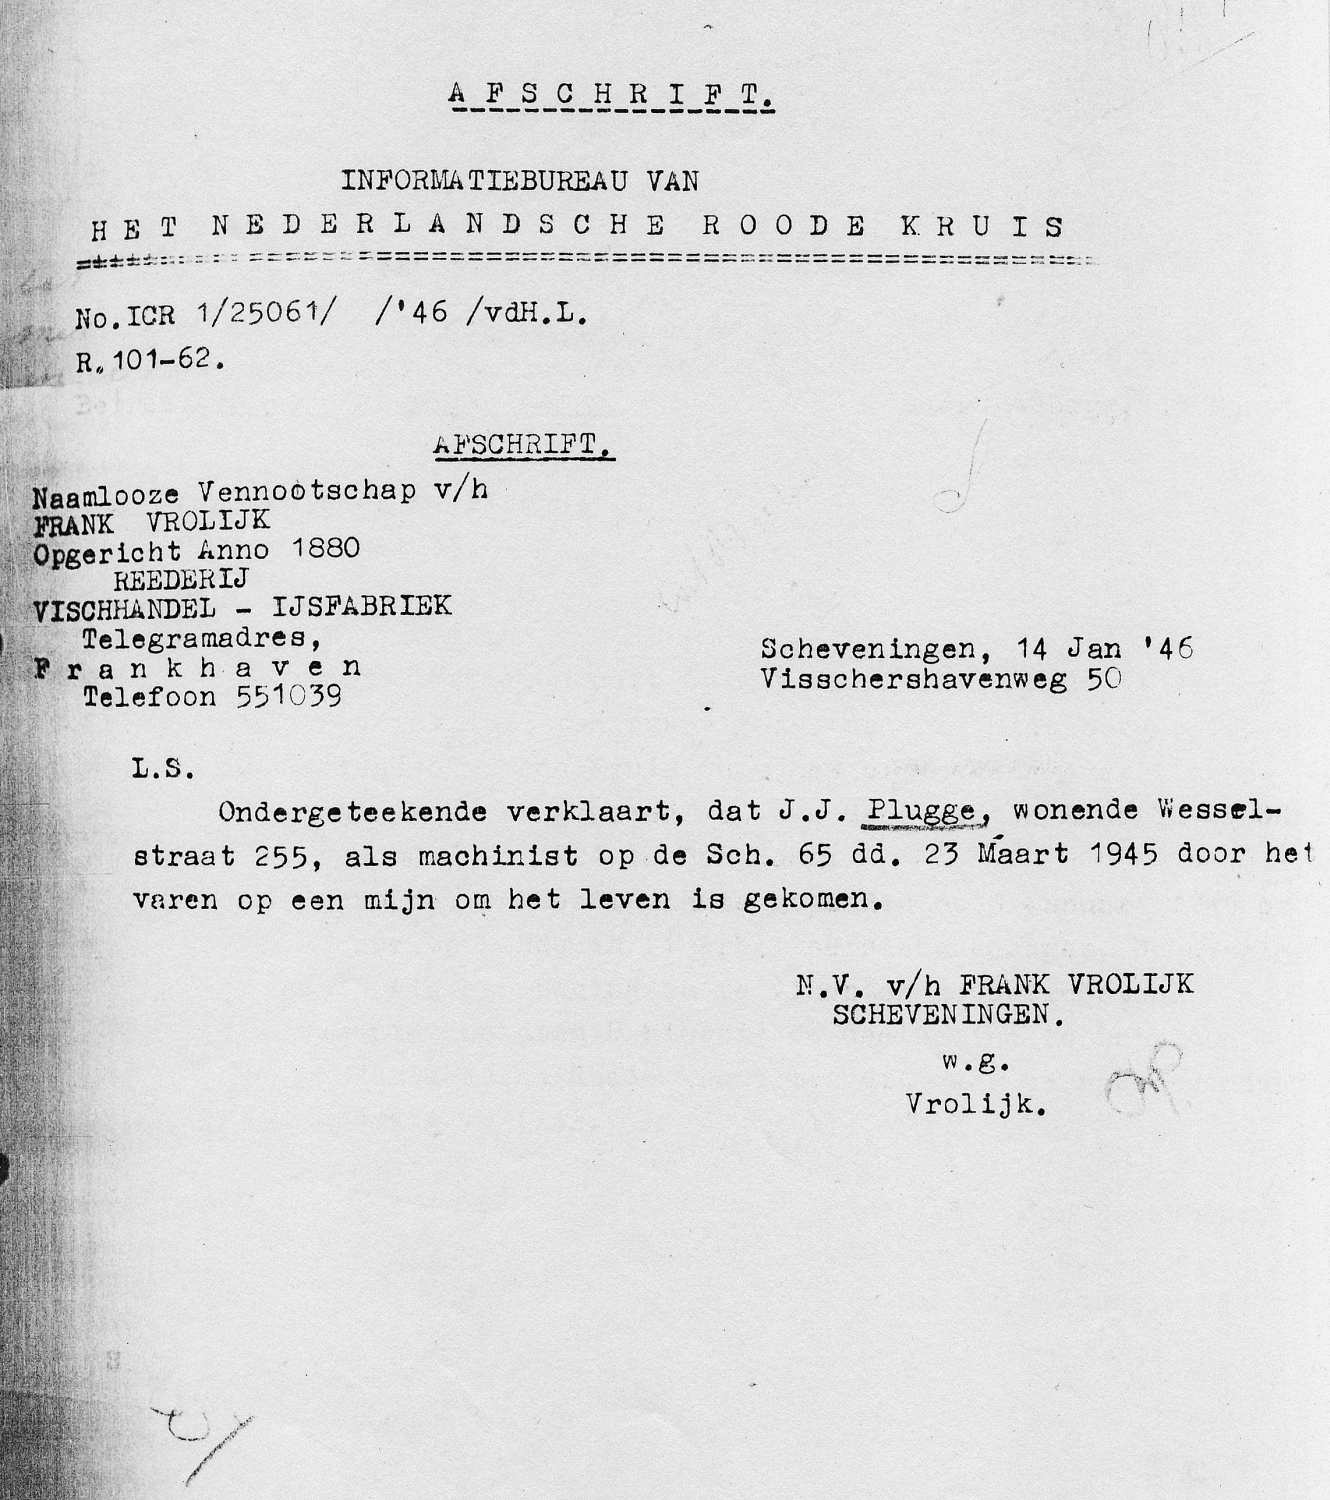 A F S C H R I F T.
INFORMATIEBUREAU VAN
H E T N E D E R L A N D S C H E R O O D E K R U I S
No.ICR 1/25061/ /'46 /vdH.L.
R.,101-62.
AFSCHRIFT.
Naamlooze Vennootschap v/h
FRANK VROLIJK
Opgericht Anno 1880
REEDERIJ
VISCHHANDEL - IJSFABRIEK
Telegramadres,
F r a n k h a v e n
Telefoon 551039
Scheveningen, 14 Jan '46
Visschershavenweg 50
L.S.
Ondergeteekende verklaart, dat J.J. Plugge, wonende Wessel-
straat 255, als machinist op de Sch. 65 dd. 23 Maart 1945 door het
varen op een mijn om het leven is gekomen.
N.V. v/h FRANK VROLIJK
SCHEVENINGEN.
w.g.
Vrolijk.